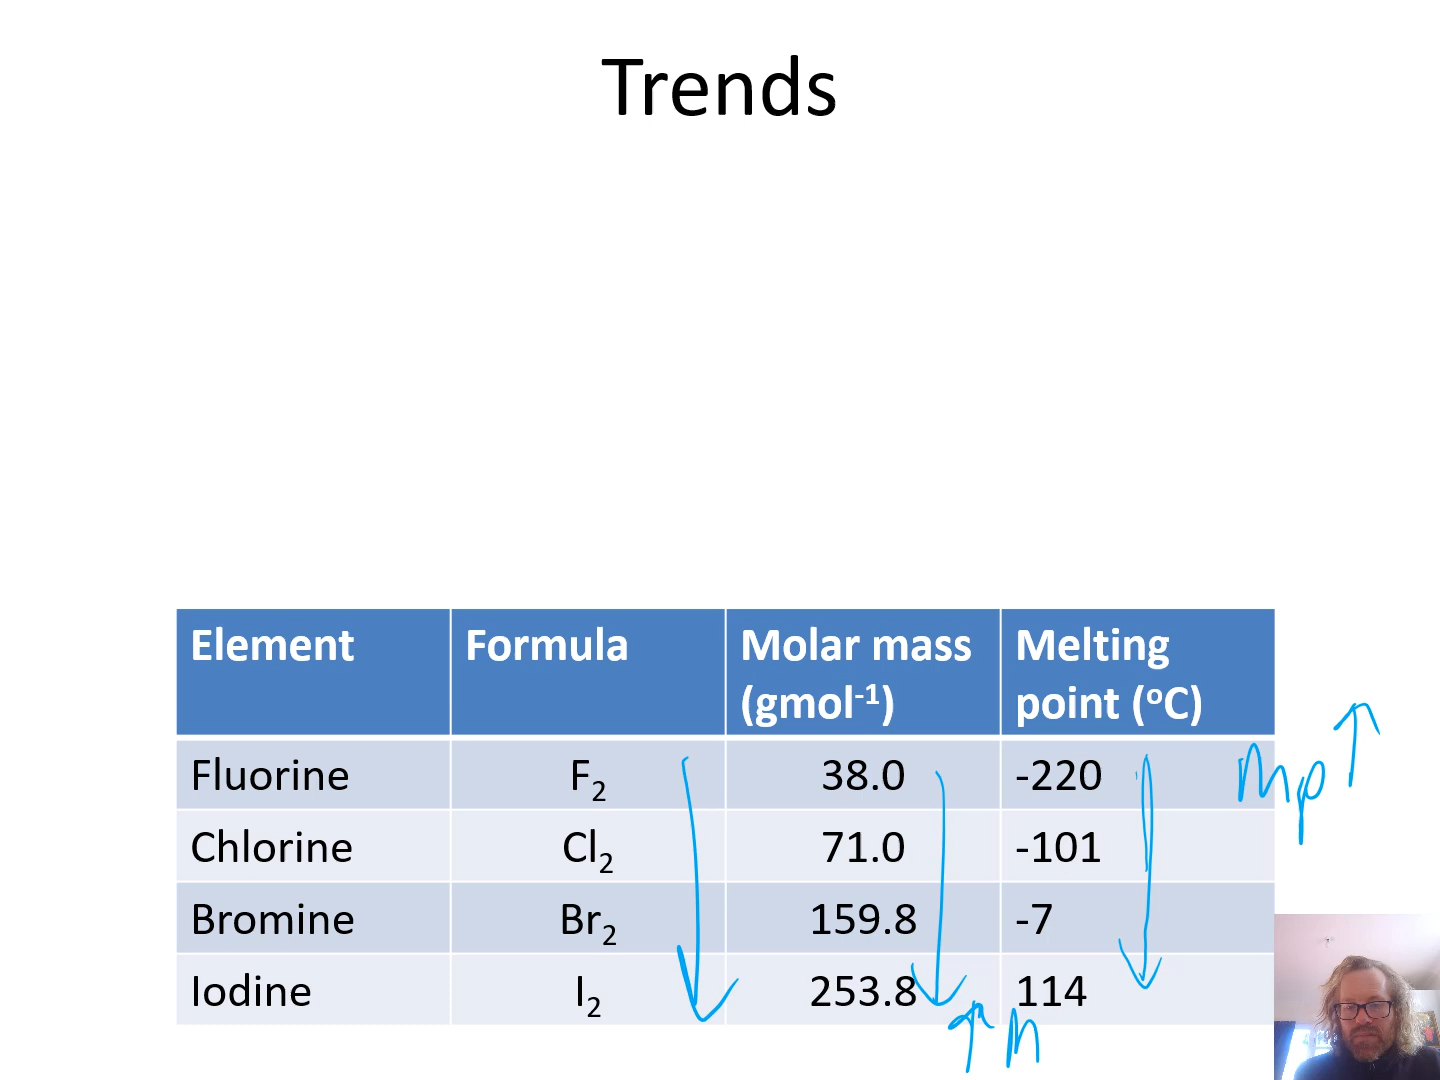 Trends
Element Formula Molar mass (gmol-1) Melting point (oC)
Fluorine F2 38.0 -220
Chlorine Cl2 71.0 -101
Bromine Br2 159.8 -7
Iodine I2 253.8 114
mp ↑